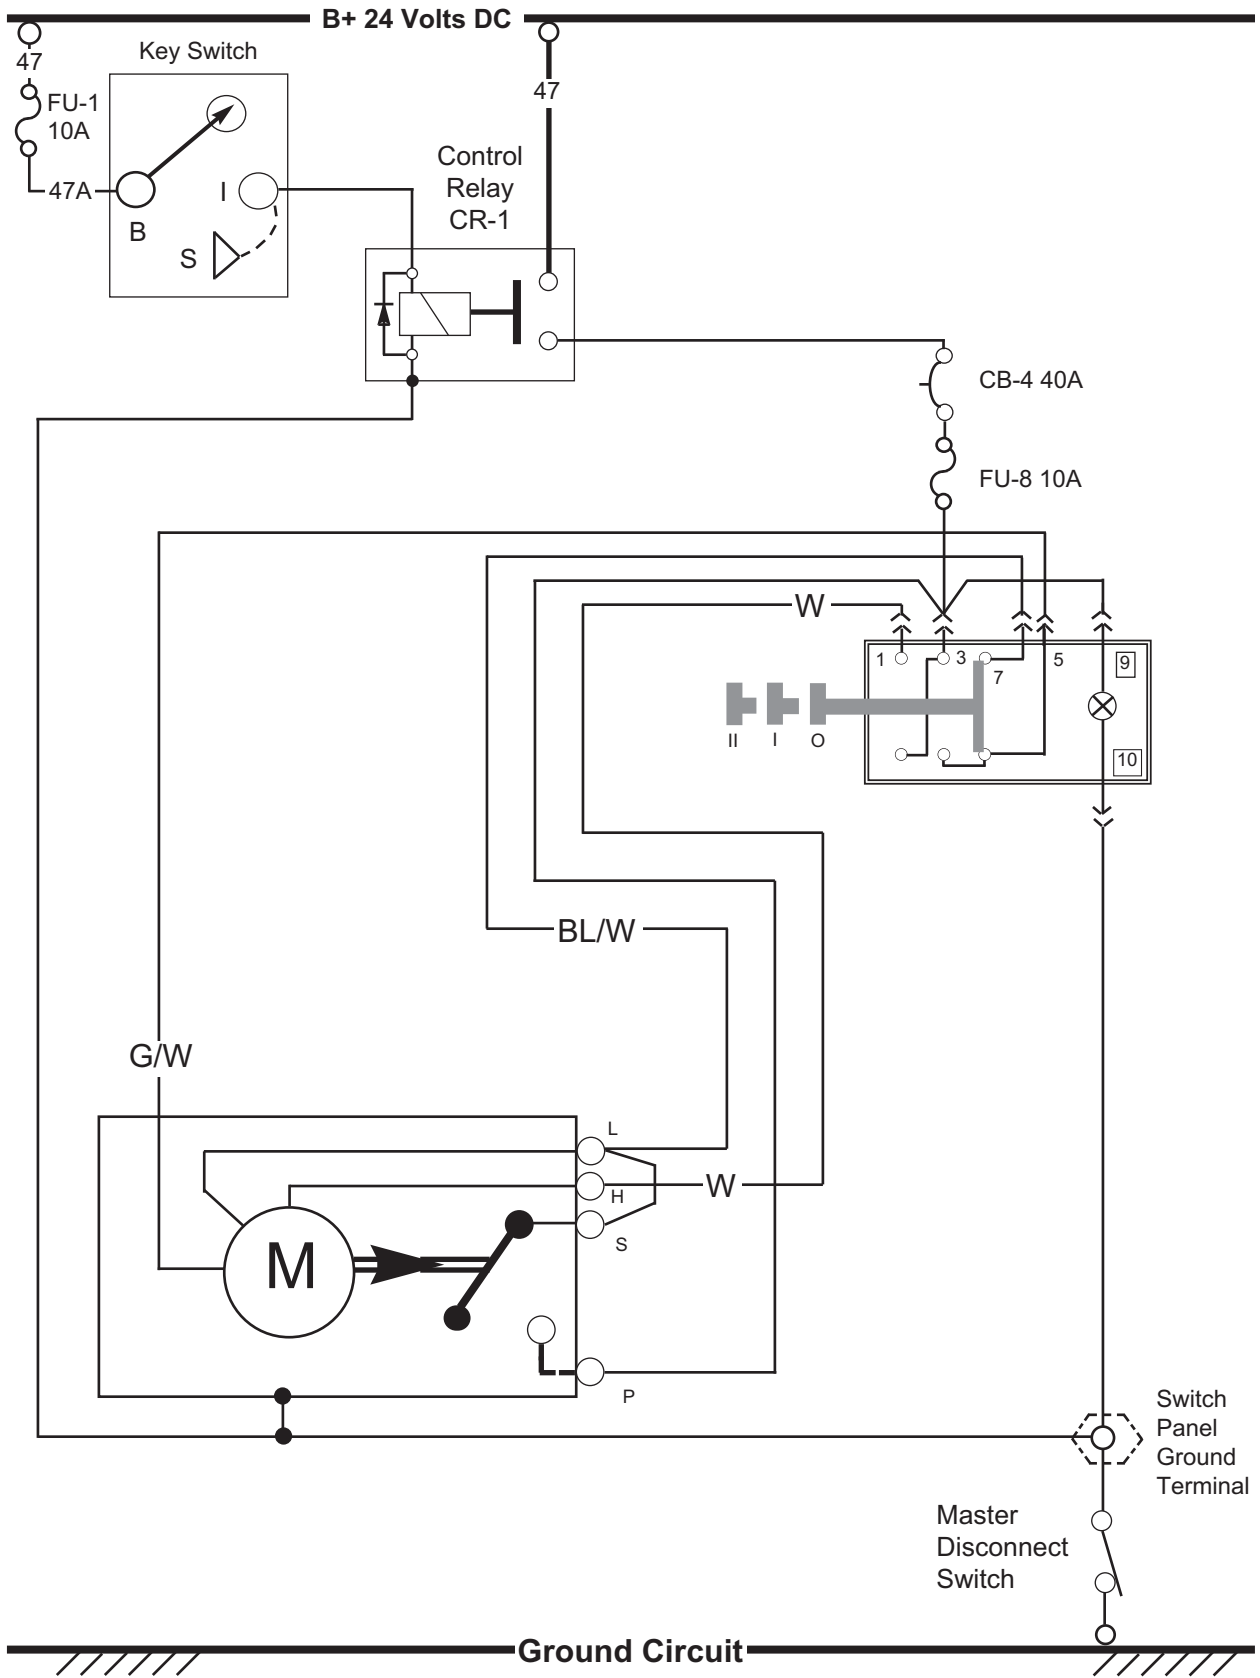 B+ 24 Volts DC
47
Key Switch
FU-1
10A
47
47A
B
I
S
Control
Relay
CR-1
CB-4 40A
FU-8 10A
W
1
3
7
5
9
II
I
O
10
BL/W
G/W
L
H
W
S
M
P
Switch
Panel
Ground
Terminal
Master
Disconnect
Switch
Ground Circuit